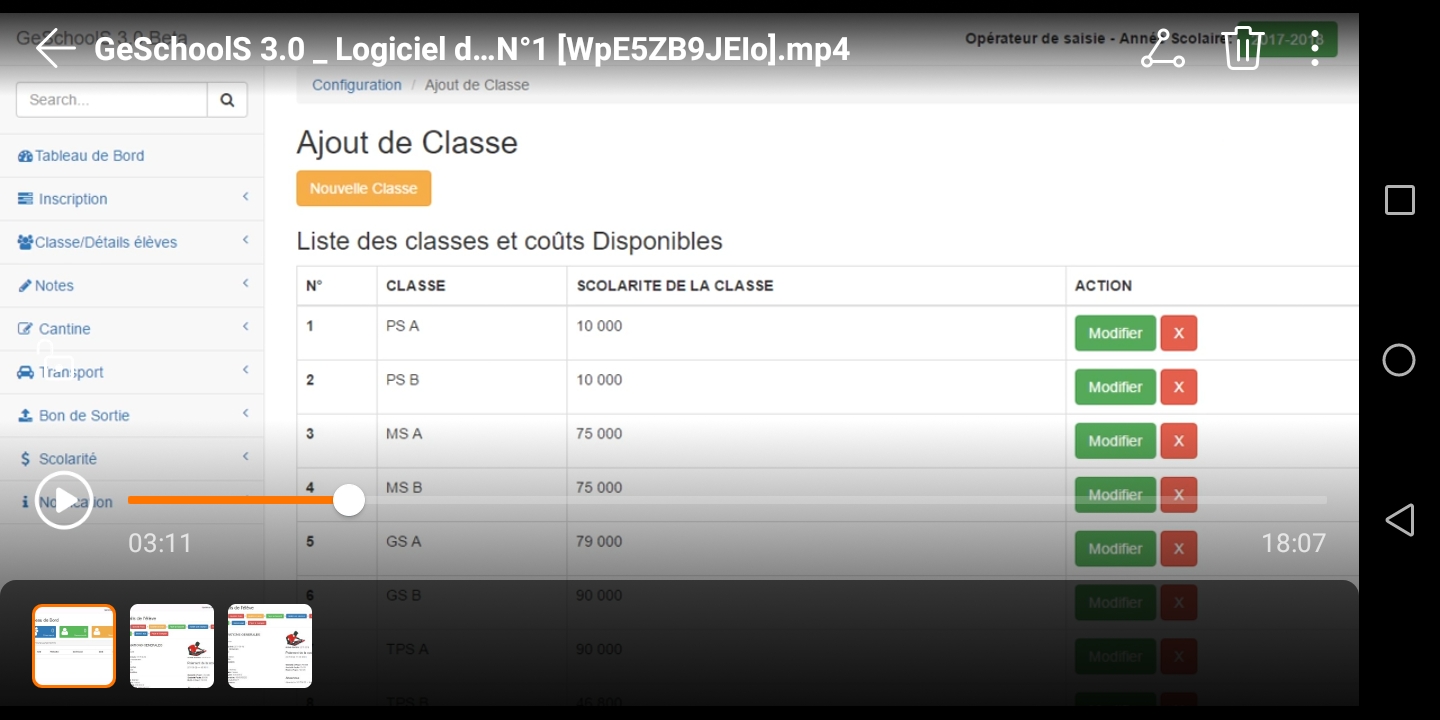 GeSchoolS 3.0 Beta
GeSchoolS 3.0 _ Logiciel d...N°1 [WpE5ZB9JEIo].mp4
Opérateur de saisie - Année Scolaire: 2017-2018
Search...
Configuration / Ajout de Classe
Ajout de Classe
Nouvelle Classe
Tableau de Bord
Inscription
Classe/Détails élèves
Notes
Cantine
Transport
Bon de Sortie
$ Scolarité
Notification
Liste des classes et coûts Disponibles
N° CLASSE SCOLARITE DE LA CLASSE ACTION
1 PS A 10 000 Modifier X
2 PS B 10 000 Modifier X
3 MS A 75 000 Modifier X
4 MS B 75 000 Modifier X
5 GS A 79 000 Modifier X
6 GS B 90 000 Modifier X
TPS A 90 000 Modifier X
8 TPS B
03:11
18:07